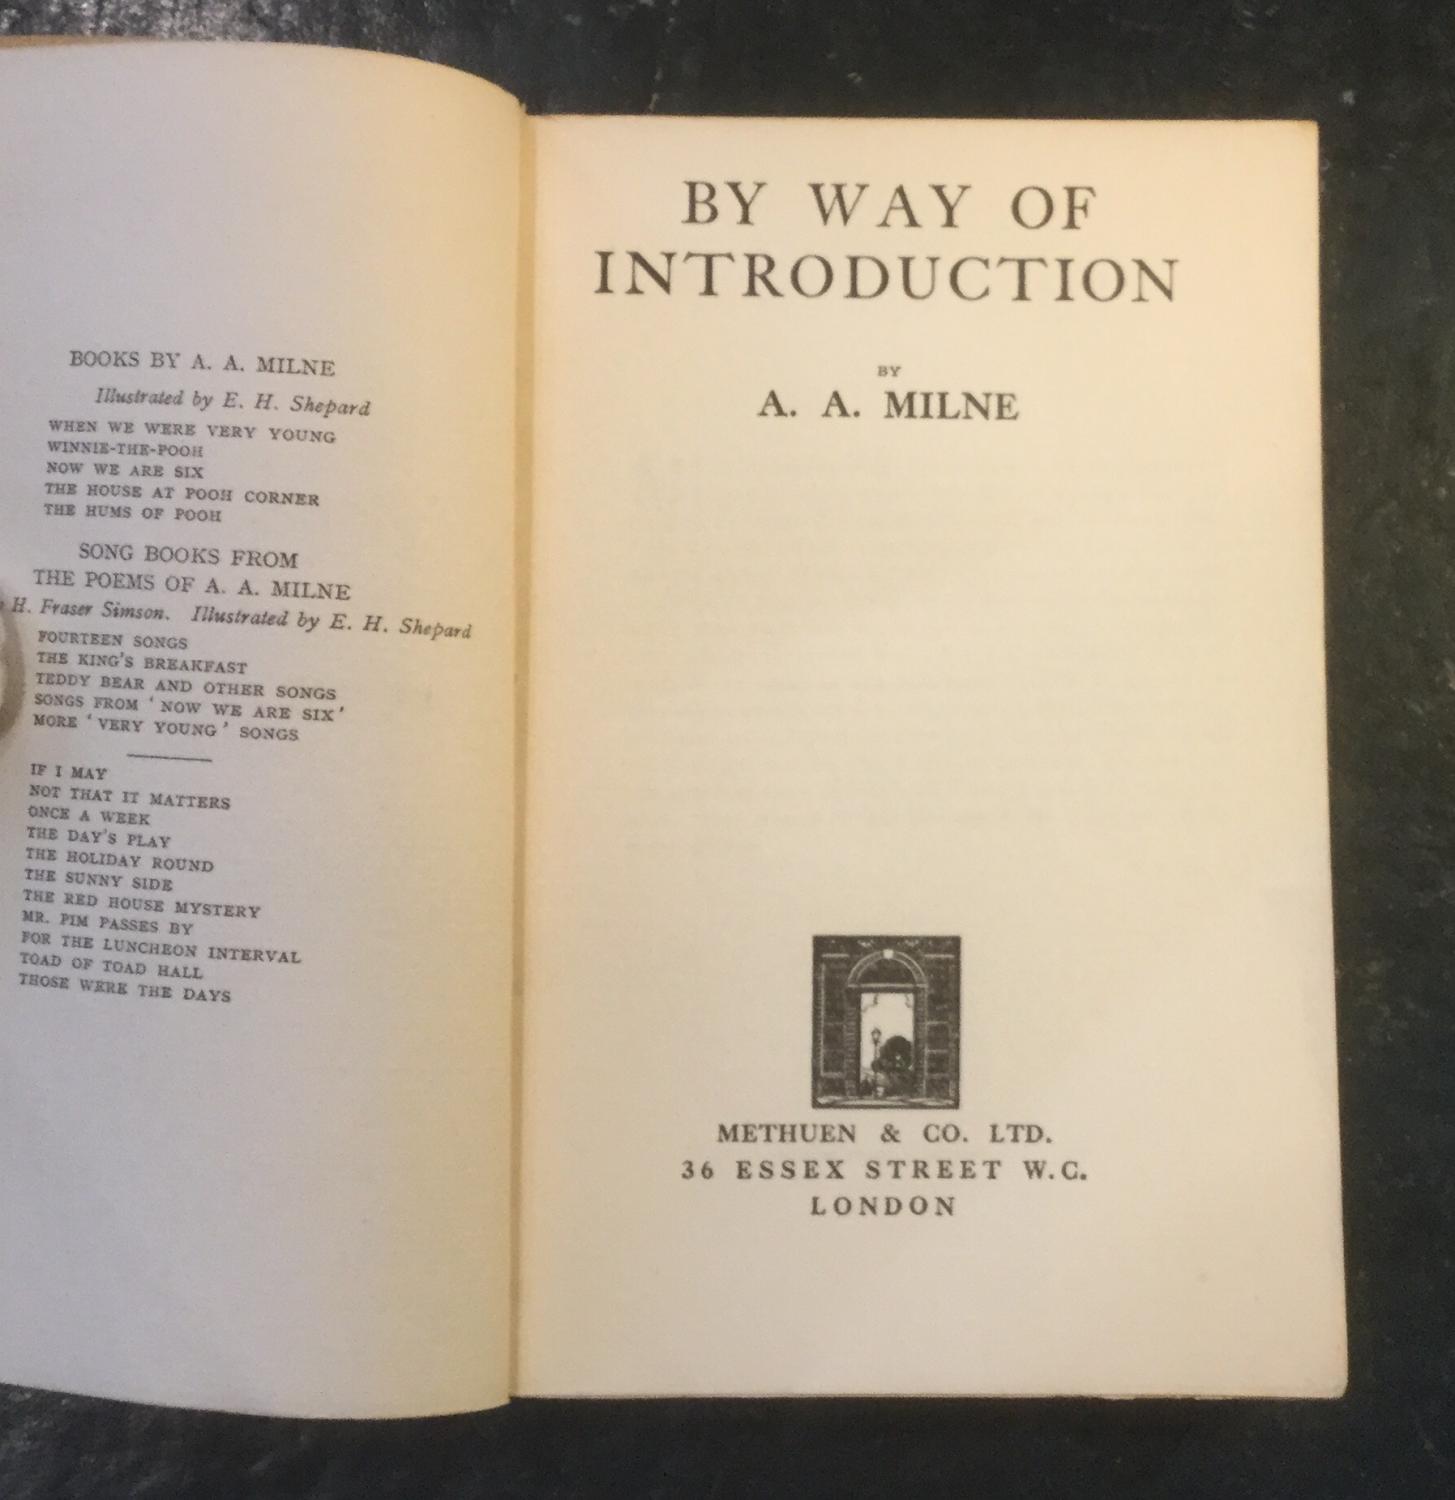 BOOKS BY A. A. MILNE
Illustrated by E. H. Shepard
WHEN WE WERE VERY YOUNG
WINNIE-THE-POOH
NOW WE ARE SIX
THE HOUSE AT POOH CORNER
THE HUMS OF POOH
SONG BOOKS FROM
THE POEMS OF A. A. MILNE
H. Fraser Simson. Illustrated by E. H. Shepard
FOURTEEN SONGS
THE KING'S BREAKFAST
TEDDY BEAR AND OTHER SONGS
SONGS FROM ' NOW WE ARE SIX '
MORE ' VERY YOUNG ' SONGS
IF I MAY
NOT THAT IT MATTERS
ONCE A WEEK
THE DAY'S PLAY
THE HOLIDAY ROUND
THE SUNNY SIDE
THE RED HOUSE MYSTERY
MR. PIM PASSES BY
FOR THE LUNCHEON INTERVAL
TOAD OF TOAD HALL
THOSE WERE THE DAYS
BY WAY OF
INTRODUCTION
BY
A. A. MILNE
METHUEN & CO. LTD.
36 ESSEX STREET W.C.
LONDON